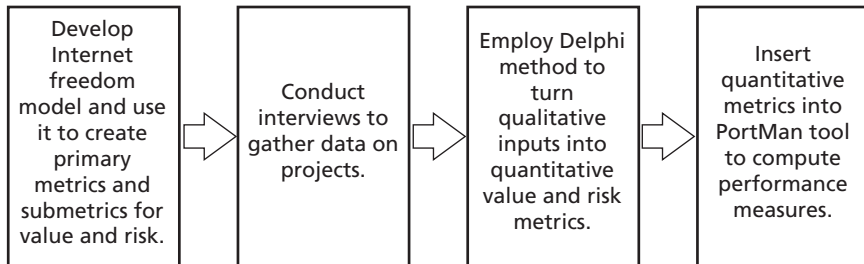 Develop
Internet
freedom
model and use
it to create
primary
metrics and
submetrics for
value and risk.
Conduct
interviews to
gather data on
projects.
Employ Delphi
method to
turn
qualitative
inputs into
quantitative
value and risk
metrics.
Insert
quantitative
metrics into
PortMan tool
to compute
performance
measures.